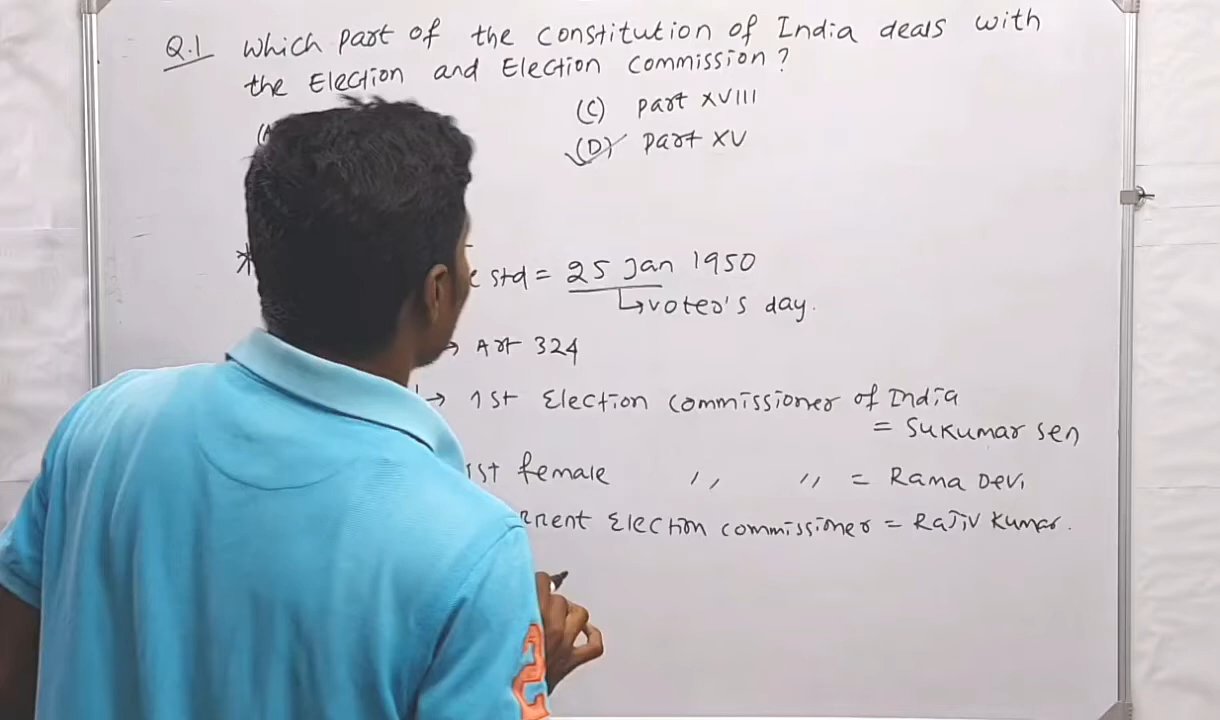 Q.1 Which part of the constitution of India deals with
the Election and Election commission?
(C) Part XVIII
(D) Part XV
* std = 25 Jan 1950
↳ voter's day.
→ Art 324
→ 1st Election commissioner of India
= Sukumar Sen
1st female ,, ,, = Rama Devi
Election commissioner = Rajiv Kumar.